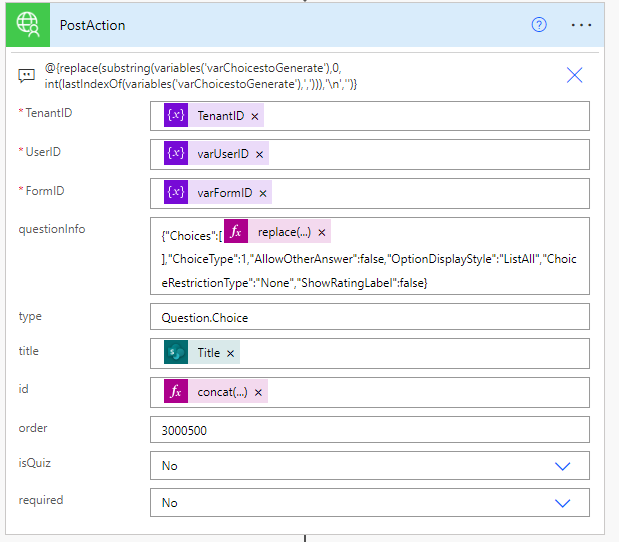 PostAction
@{replace(substring(variables('varChoicestoGenerate'),0,
int(lastIndexOf(variables('varChoicestoGenerate'),','))),'\n','')}
* TenantID
{x} TenantID ×
* UserID
{x} varUserID ×
* FormID
{x} varFormID ×
questionInfo
{"Choices":[ fx replace(...) ×
],"ChoiceType":1,"AllowOtherAnswer":false,"OptionDisplayStyle":"ListAll","Choic
eRestrictionType":"None","ShowRatingLabel":false}
type
Question.Choice
title
Title ×
id
fx concat(...) ×
order
3000500
isQuiz
No
required
No